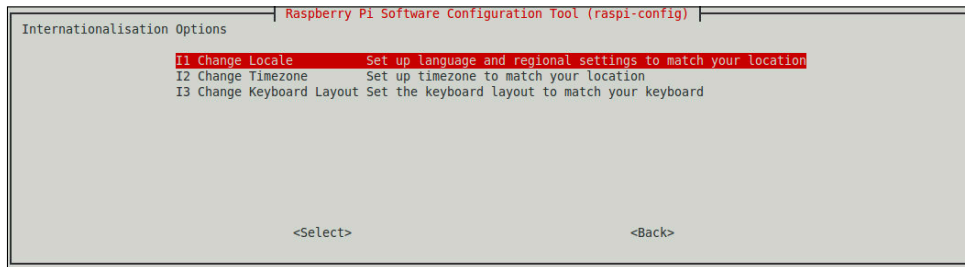 Raspberry Pi Software Configuration Tool (raspi-config)
Internationalisation Options
I1 Change Locale Set up language and regional settings to match your location
I2 Change Timezone Set up timezone to match your location
I3 Change Keyboard Layout Set the keyboard layout to match your keyboard
<Select> <Back>